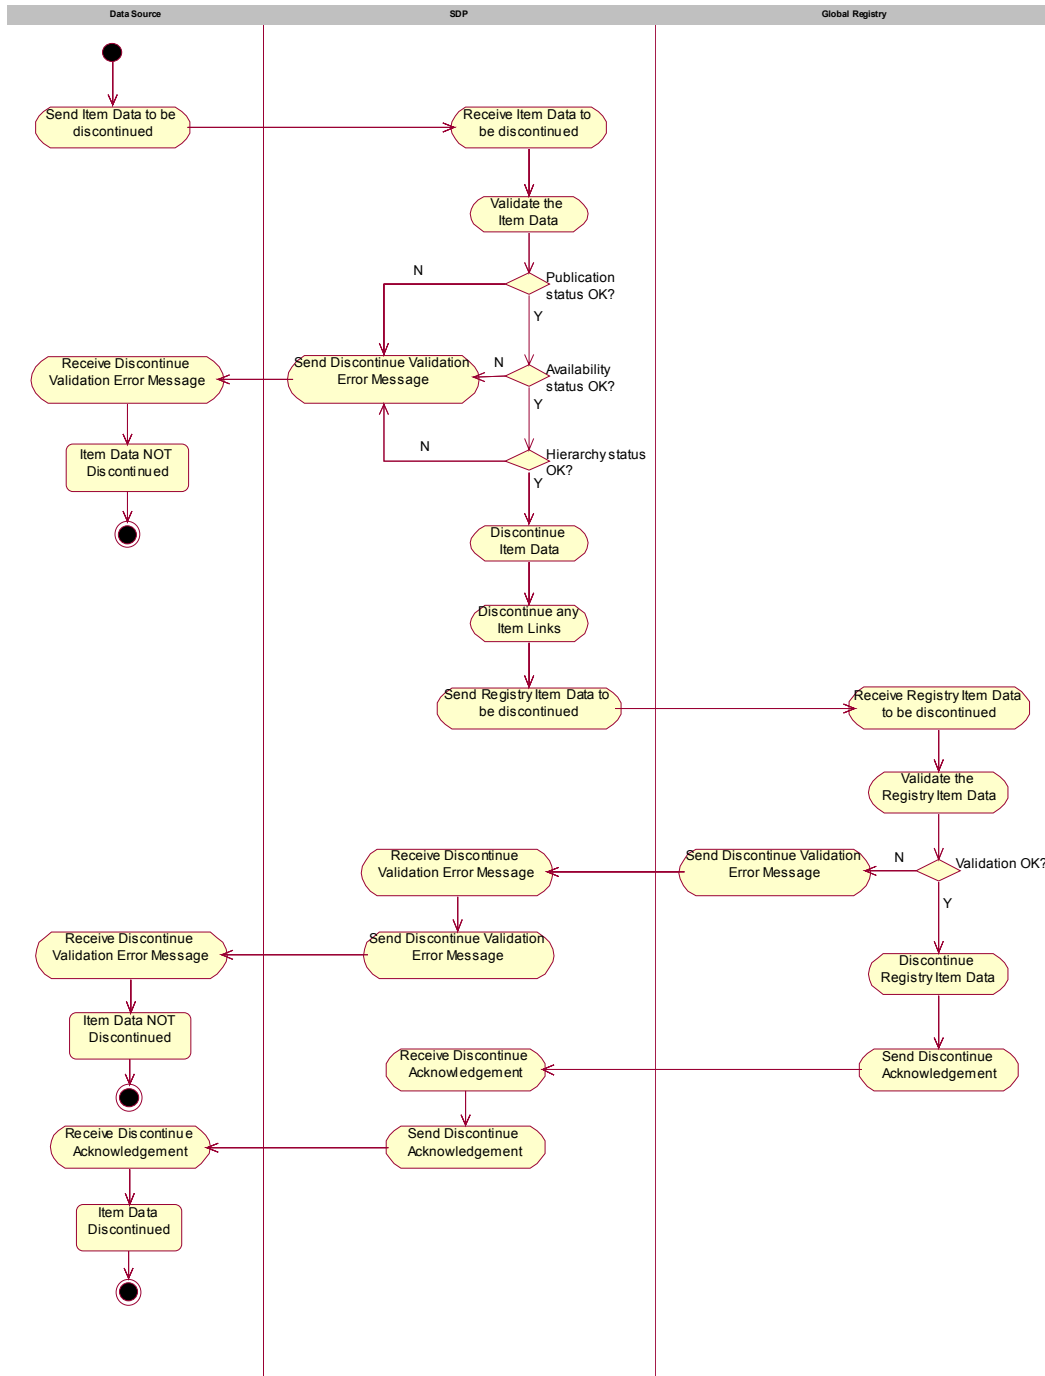 Data Source
SDP
Global Registry
Send Item Data to be
discontinued
Receive Item Data to
be discontinued
Validate the
Item Data
N
Publication
status OK?
Y
Receive Discontinue
Validation Error Message
Send Discontinue Validation
Error Message
N
Availability
status OK?
Y
Item Data NOT
Discontinued
N
Hierarchy status
OK?
Y
Discontinue
Item Data
Discontinue any
Item Links
Send Registry Item Data to
be discontinued
Receive Registry Item Data
to be discontinued
Validate the
Registry Item Data
Receive Discontinue
Validation Error Message
Send Discontinue Validation
Error Message
N
Validation OK?
Y
Receive Discontinue
Validation Error Message
Send Discontinue Validation
Error Message
Discontinue
Registry Item Data
Item Data NOT
Discontinued
Receive Discontinue
Acknowledgement
Send Discontinue
Acknowledgement
Receive Discontinue
Acknowledgement
Send Discontinue
Acknowledgement
Item Data
Discontinued